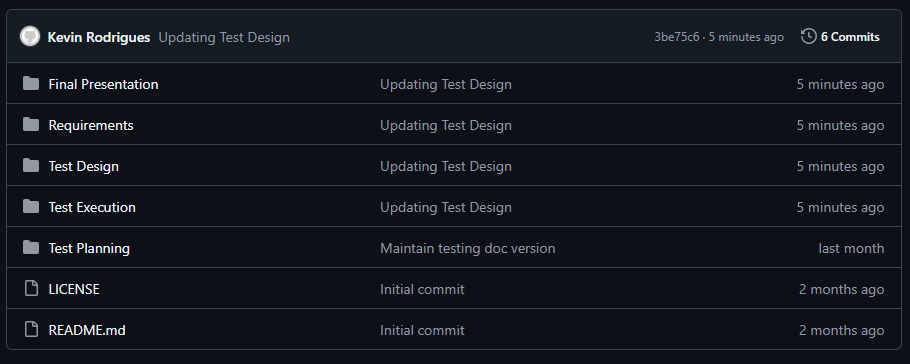 Kevin Rodrigues Updating Test Design 3be75c6 · 5 minutes ago 6 Commits
Final Presentation Updating Test Design 5 minutes ago
Requirements Updating Test Design 5 minutes ago
Test Design Updating Test Design 5 minutes ago
Test Execution Updating Test Design 5 minutes ago
Test Planning Maintain testing doc version last month
LICENSE Initial commit 2 months ago
README.md Initial commit 2 months ago